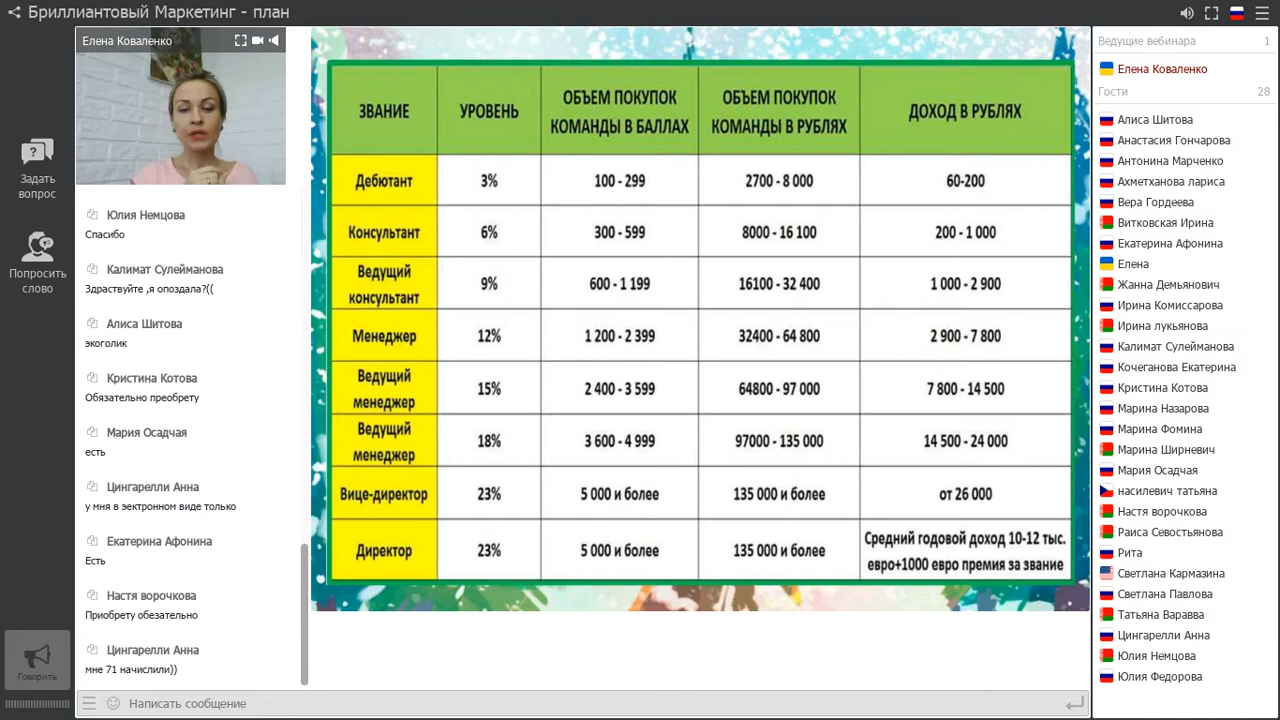 Бриллиантовый Маркетинг - план
Елена Коваленко
Задать
вопрос
Попросить
слово
Говорить
Юлия Немцова
Спасибо
Калимат Сулейманова
Здраствуйте ,я опоздала?((
Алиса Шитова
экоголик
Кристина Котова
Обязательно преобрету
Мария Осадчая
есть
Цингарелли Анна
у мня в эектронном виде только
Екатерина Афонина
Есть
Настя ворочкова
Приобрету обезательно
Цингарелли Анна
мне 71 начислили))
Написать сообщение
ЗВАНИЕ УРОВЕНЬ ОБЪЕМ ПОКУПОК КОМАНДЫ В БАЛЛАХ ОБЪЕМ ПОКУПОК КОМАНДЫ В РУБЛЯХ ДОХОД В РУБЛЯХ
Дебютант 3% 100 - 299 2700 - 8 000 60-200
Консультант 6% 300 - 599 8000 - 16 100 200 - 1 000
Ведущий консультант 9% 600 - 1 199 16100 - 32 400 1 000 - 2 900
Менеджер 12% 1 200 - 2 399 32400 - 64 800 2 900 - 7 800
Ведущий менеджер 15% 2 400 - 3 599 64800 - 97 000 7 800 - 14 500
Ведущий менеджер 18% 3 600 - 4 999 97000 - 135 000 14 500 - 24 000
Вице-директор 23% 5 000 и более 135 000 и более от 26 000
Директор 23% 5 000 и более 135 000 и более Средний годовой доход 10-12 тыс. евро+1000 евро премия за звание
Ведущие вебинара 1
Елена Коваленко
Гости 28
Алиса Шитова
Анастасия Гончарова
Антонина Марченко
Ахметханова лариса
Вера Гордеева
Витковская Ирина
Екатерина Афонина
Елена
Жанна Демьянович
Ирина Комиссарова
Ирина лукьянова
Калимат Сулейманова
Кочеганова Екатерина
Кристина Котова
Марина Назарова
Марина Фомина
Марина Ширневич
Мария Осадчая
насилевич татьяна
Настя ворочкова
Раиса Севостьянова
Рита
Светлана Кармазина
Светлана Павлова
Татьяна Варавва
Цингарелли Анна
Юлия Немцова
Юлия Федорова